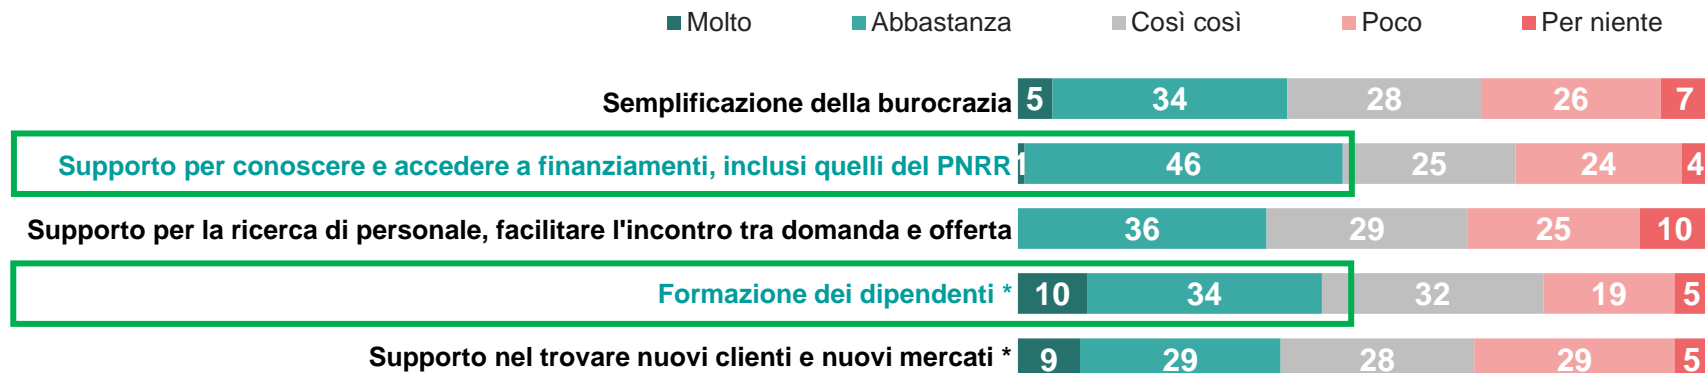 Molto Abbastanza Così così Poco Per niente
Semplificazione della burocrazia 5 34 28 26 7
Supporto per conoscere e accedere a finanziamenti, inclusi quelli del PNRR 1 46 25 24 4
Supporto per la ricerca di personale, facilitare l'incontro tra domanda e offerta 36 29 25 10
Formazione dei dipendenti * 10 34 32 19 5
Supporto nel trovare nuovi clienti e nuovi mercati * 9 29 28 29 5